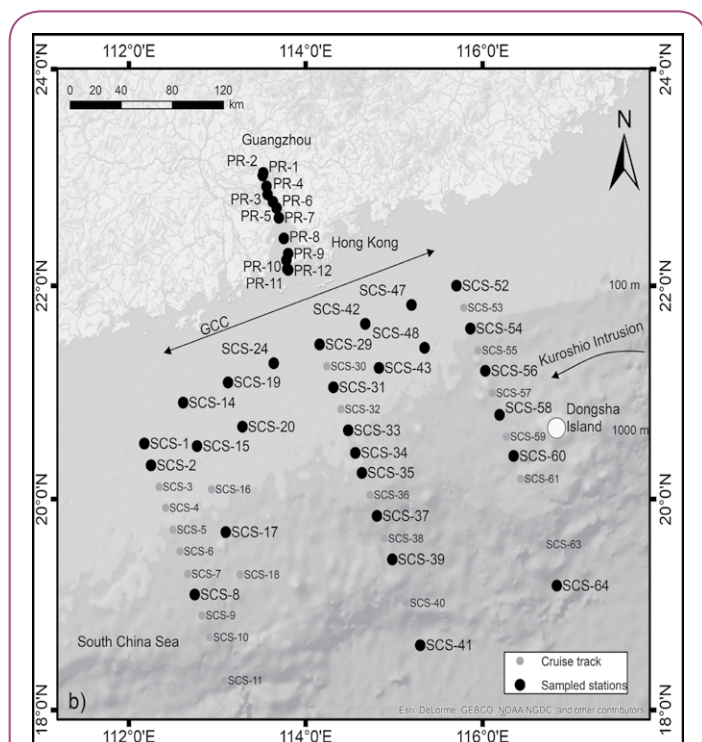 112°0'E 114°0'E 116°0'E
24°0'N
24°0'N
0 20 40 80 120
km
N
Guangzhou
PR-2 PR-1
PR-4
PR-3 PR-6
PR-5 PR-7
PR-8
Hong Kong
PR-9
PR-10 PR-12
PR-11
22°0'N
22°0'N
SCS-47 SCS-52
100 m
SCS-42 SCS-53
GCC
SCS-48 SCS-54
Kuroshio Intrusion
SCS-24 SCS-29 SCS-55
SCS-30 SCS-43 SCS-56
SCS-19 SCS-31 SCS-57
SCS-14 SCS-32 SCS-58 Dongsha
Island
SCS-20 SCS-33 SCS-59 1000 m
SCS-1 SCS-15 SCS-34 SCS-60
SCS-2 SCS-35 SCS-61
SCS-3 SCS-16 SCS-36
20°0'N
20°0'N
SCS-4 SCS-37
SCS-5 SCS-17 SCS-38
SCS-6 SCS-39 SCS-63
SCS-7 SCS-18
SCS-8 SCS-40 SCS-64
SCS-9
SCS-10 SCS-41
South China Sea
SCS-11
Cruise track
Sampled stations
b)
Esri, DeLorme, GEBCO, NOAA NGDC, and other contributors
18°0'N
18°0'N
112°0'E 114°0'E 116°0'E